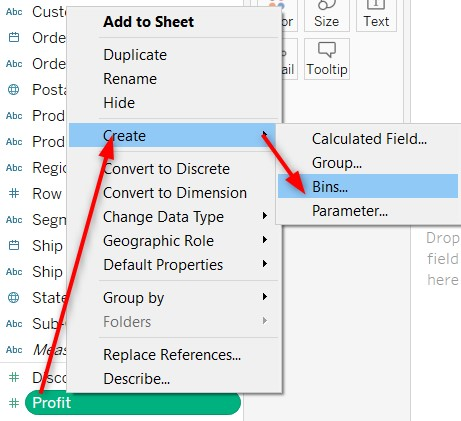 Abc Custo
Orde
Abc Orde
Posta
Abc Prod
Abc Prod
Abc Regio
# Row
Abc Segn
Ship
Abc Ship
State
Abc Sub-
Abc Meas
# Disco
# Profit
Add to Sheet
Duplicate
Rename
Hide
Create
Convert to Discrete
Convert to Dimension
Change Data Type
Geographic Role
Default Properties
Group by
Folders
Replace References...
Describe...
Calculated Field...
Group...
Bins...
Parameter...
Size
Text
Tooltip
Drop
field
here